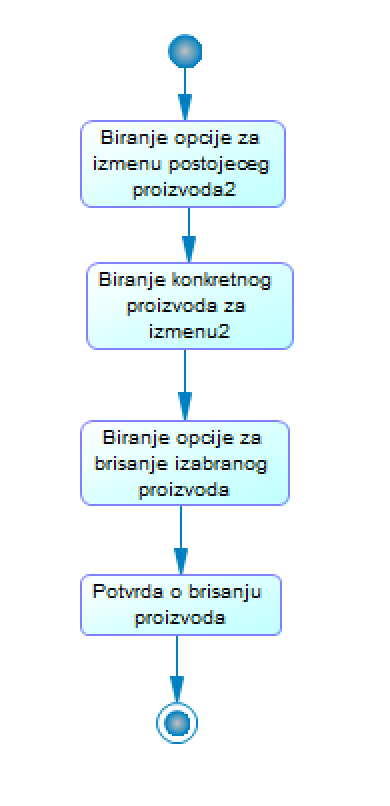 Biranje opcije za
izmenu postojeceg
proizvoda2
Biranje konkretnog
proizvoda za
izmenu2
Biranje opcije za
brisanje izabranog
proizvoda
Potvrda o brisanju
proizvoda